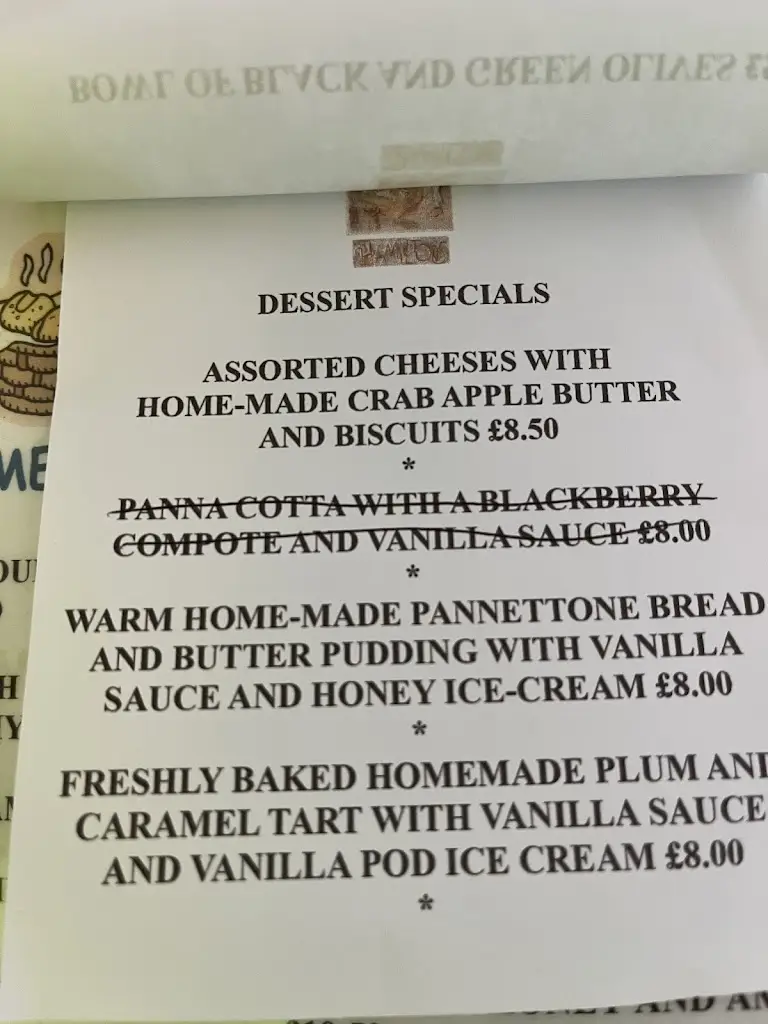 BOWL OF BLACK AND GREEN OLIVES
DESSERT SPECIALS
ASSORTED CHEESES WITH
HOME-MADE CRAB APPLE BUTTER
AND BISCUITS £8.50
*
PANNA COTTA WITH A BLACKBERRY
COMPOTE AND VANILLA SAUCE £8.00
*
WARM HOME-MADE PANNETTONE BREAD
AND BUTTER PUDDING WITH VANILLA
SAUCE AND HONEY ICE-CREAM £8.00
*
FRESHLY BAKED HOMEMADE PLUM AND
CARAMEL TART WITH VANILLA SAUCE
AND VANILLA POD ICE CREAM £8.00
*